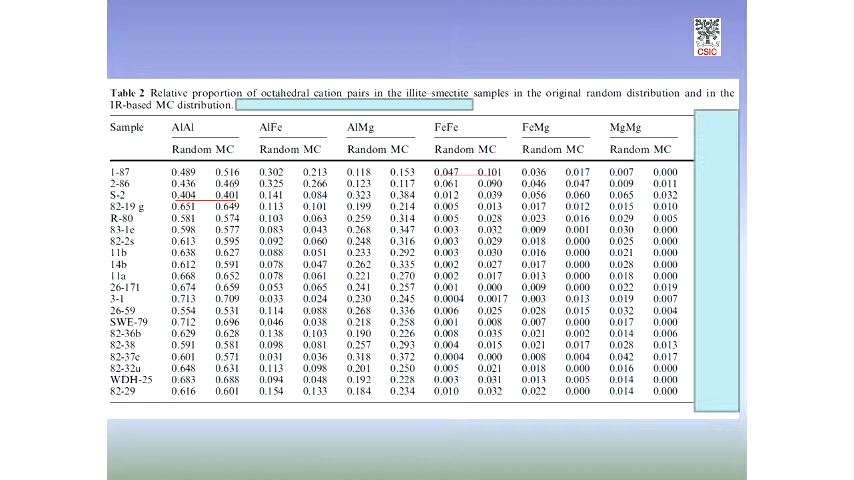 CSIC
Table 2 Relative proportion of octahedral cation pairs in the illite–smectite samples in the original random distribution and in the
IR-based MC distribution.
Sample AlAl AlFe AlMg FeFe FeMg MgMg
Random MC Random MC Random MC Random MC Random MC Random MC
1-87 0.489 0.516 0.302 0.213 0.118 0.153 0.047 0.101 0.036 0.017 0.007 0.000
2-86 0.436 0.469 0.325 0.266 0.123 0.117 0.061 0.090 0.046 0.047 0.009 0.011
S-2 0.404 0.401 0.141 0.084 0.323 0.384 0.012 0.039 0.056 0.060 0.065 0.032
82-19 g 0.651 0.649 0.113 0.101 0.199 0.214 0.005 0.013 0.017 0.012 0.015 0.010
R-80 0.581 0.574 0.103 0.063 0.259 0.314 0.005 0.028 0.023 0.016 0.029 0.005
83-1e 0.598 0.577 0.083 0.043 0.268 0.347 0.003 0.032 0.009 0.001 0.030 0.000
82-2s 0.613 0.595 0.092 0.060 0.248 0.316 0.003 0.029 0.018 0.000 0.025 0.000
11b 0.638 0.627 0.088 0.051 0.233 0.292 0.003 0.030 0.016 0.000 0.021 0.000
14b 0.612 0.591 0.078 0.047 0.262 0.335 0.002 0.027 0.017 0.000 0.028 0.000
11a 0.668 0.652 0.078 0.061 0.221 0.270 0.002 0.017 0.013 0.000 0.018 0.000
26-171 0.674 0.659 0.053 0.065 0.241 0.257 0.001 0.000 0.009 0.000 0.022 0.019
3-1 0.713 0.709 0.033 0.024 0.230 0.245 0.0004 0.0017 0.003 0.013 0.019 0.007
26-59 0.554 0.531 0.114 0.088 0.268 0.336 0.006 0.025 0.028 0.015 0.032 0.004
SWE-79 0.712 0.696 0.046 0.038 0.218 0.258 0.001 0.008 0.007 0.000 0.017 0.000
82-36b 0.629 0.628 0.138 0.103 0.190 0.226 0.008 0.035 0.021 0.002 0.014 0.006
82-38 0.591 0.581 0.098 0.081 0.257 0.293 0.004 0.015 0.021 0.017 0.028 0.013
82-37c 0.601 0.571 0.031 0.036 0.318 0.372 0.0004 0.000 0.008 0.004 0.042 0.017
82-32u 0.648 0.631 0.113 0.098 0.201 0.250 0.005 0.021 0.018 0.000 0.016 0.000
WDH-25 0.683 0.688 0.094 0.048 0.192 0.228 0.003 0.031 0.013 0.005 0.014 0.000
82-29 0.616 0.601 0.154 0.133 0.184 0.234 0.010 0.032 0.022 0.000 0.014 0.000